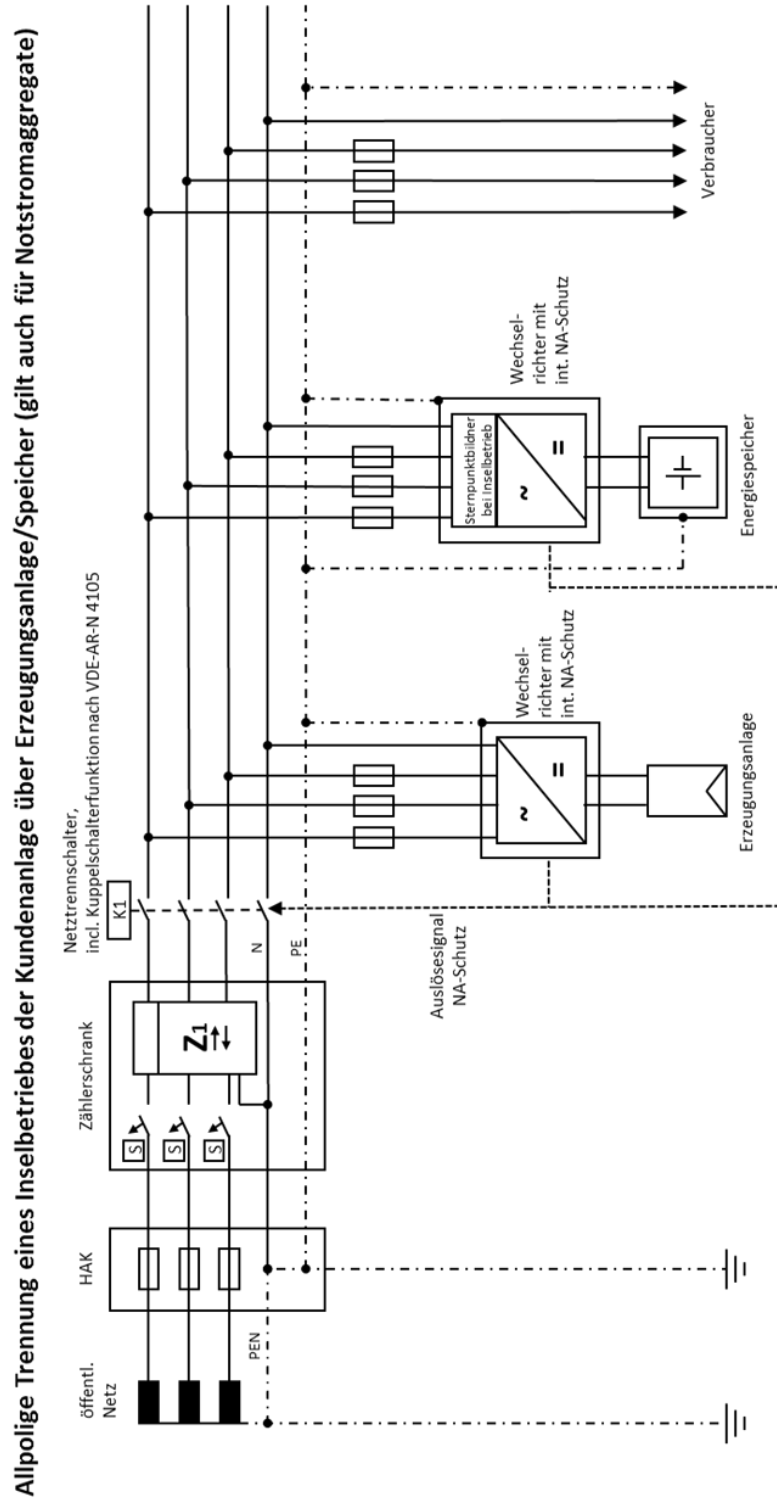 Allpolige Trennung eines Inselbetriebes der Kundenanlage über Erzeugungsanlage/Speicher (gilt auch für Notstromaggregate)
öffentl.
Netz
HAK
Zählerschrank
Netztrennschalter,
incl. Kuppelschalterfunktion nach VDE-AR-N 4105
K1
S
S
S
Z1
N
PE
PEN
Auslösesignal
NA-Schutz
Wechsel-
richter mit
int. NA-Schutz
~
=
Erzeugungsanlage
Sternpunktbildner
bei Inselbetrieb
~
=
Wechsel-
richter mit
int. NA-Schutz
Energiespeicher
Verbraucher